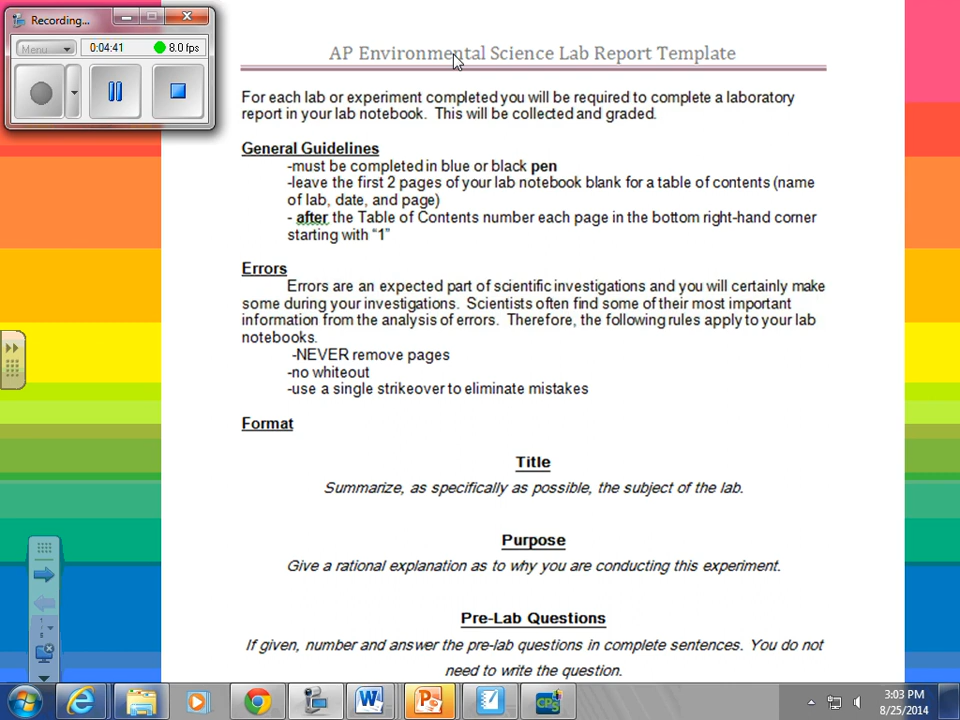 Recording...
Menu
0:04:41
8.0 fps
AP Environmental Science Lab Report Template
For each lab or experiment completed you will be required to complete a laboratory
report in your lab notebook. This will be collected and graded.
General Guidelines
-must be completed in blue or black pen
-leave the first 2 pages of your lab notebook blank for a table of contents (name
of lab, date, and page)
- after the Table of Contents number each page in the bottom right-hand corner
starting with “1”
Errors
Errors are an expected part of scientific investigations and you will certainly make
some during your investigations. Scientists often find some of their most important
information from the analysis of errors. Therefore, the following rules apply to your lab
notebooks.
-NEVER remove pages
-no whiteout
-use a single strikeover to eliminate mistakes
Format
Title
Summarize, as specifically as possible, the subject of the lab.
Purpose
Give a rational explanation as to why you are conducting this experiment.
Pre-Lab Questions
If given, number and answer the pre-lab questions in complete sentences. You do not
need to write the question.
CPS
3:03 PM
8/25/2014